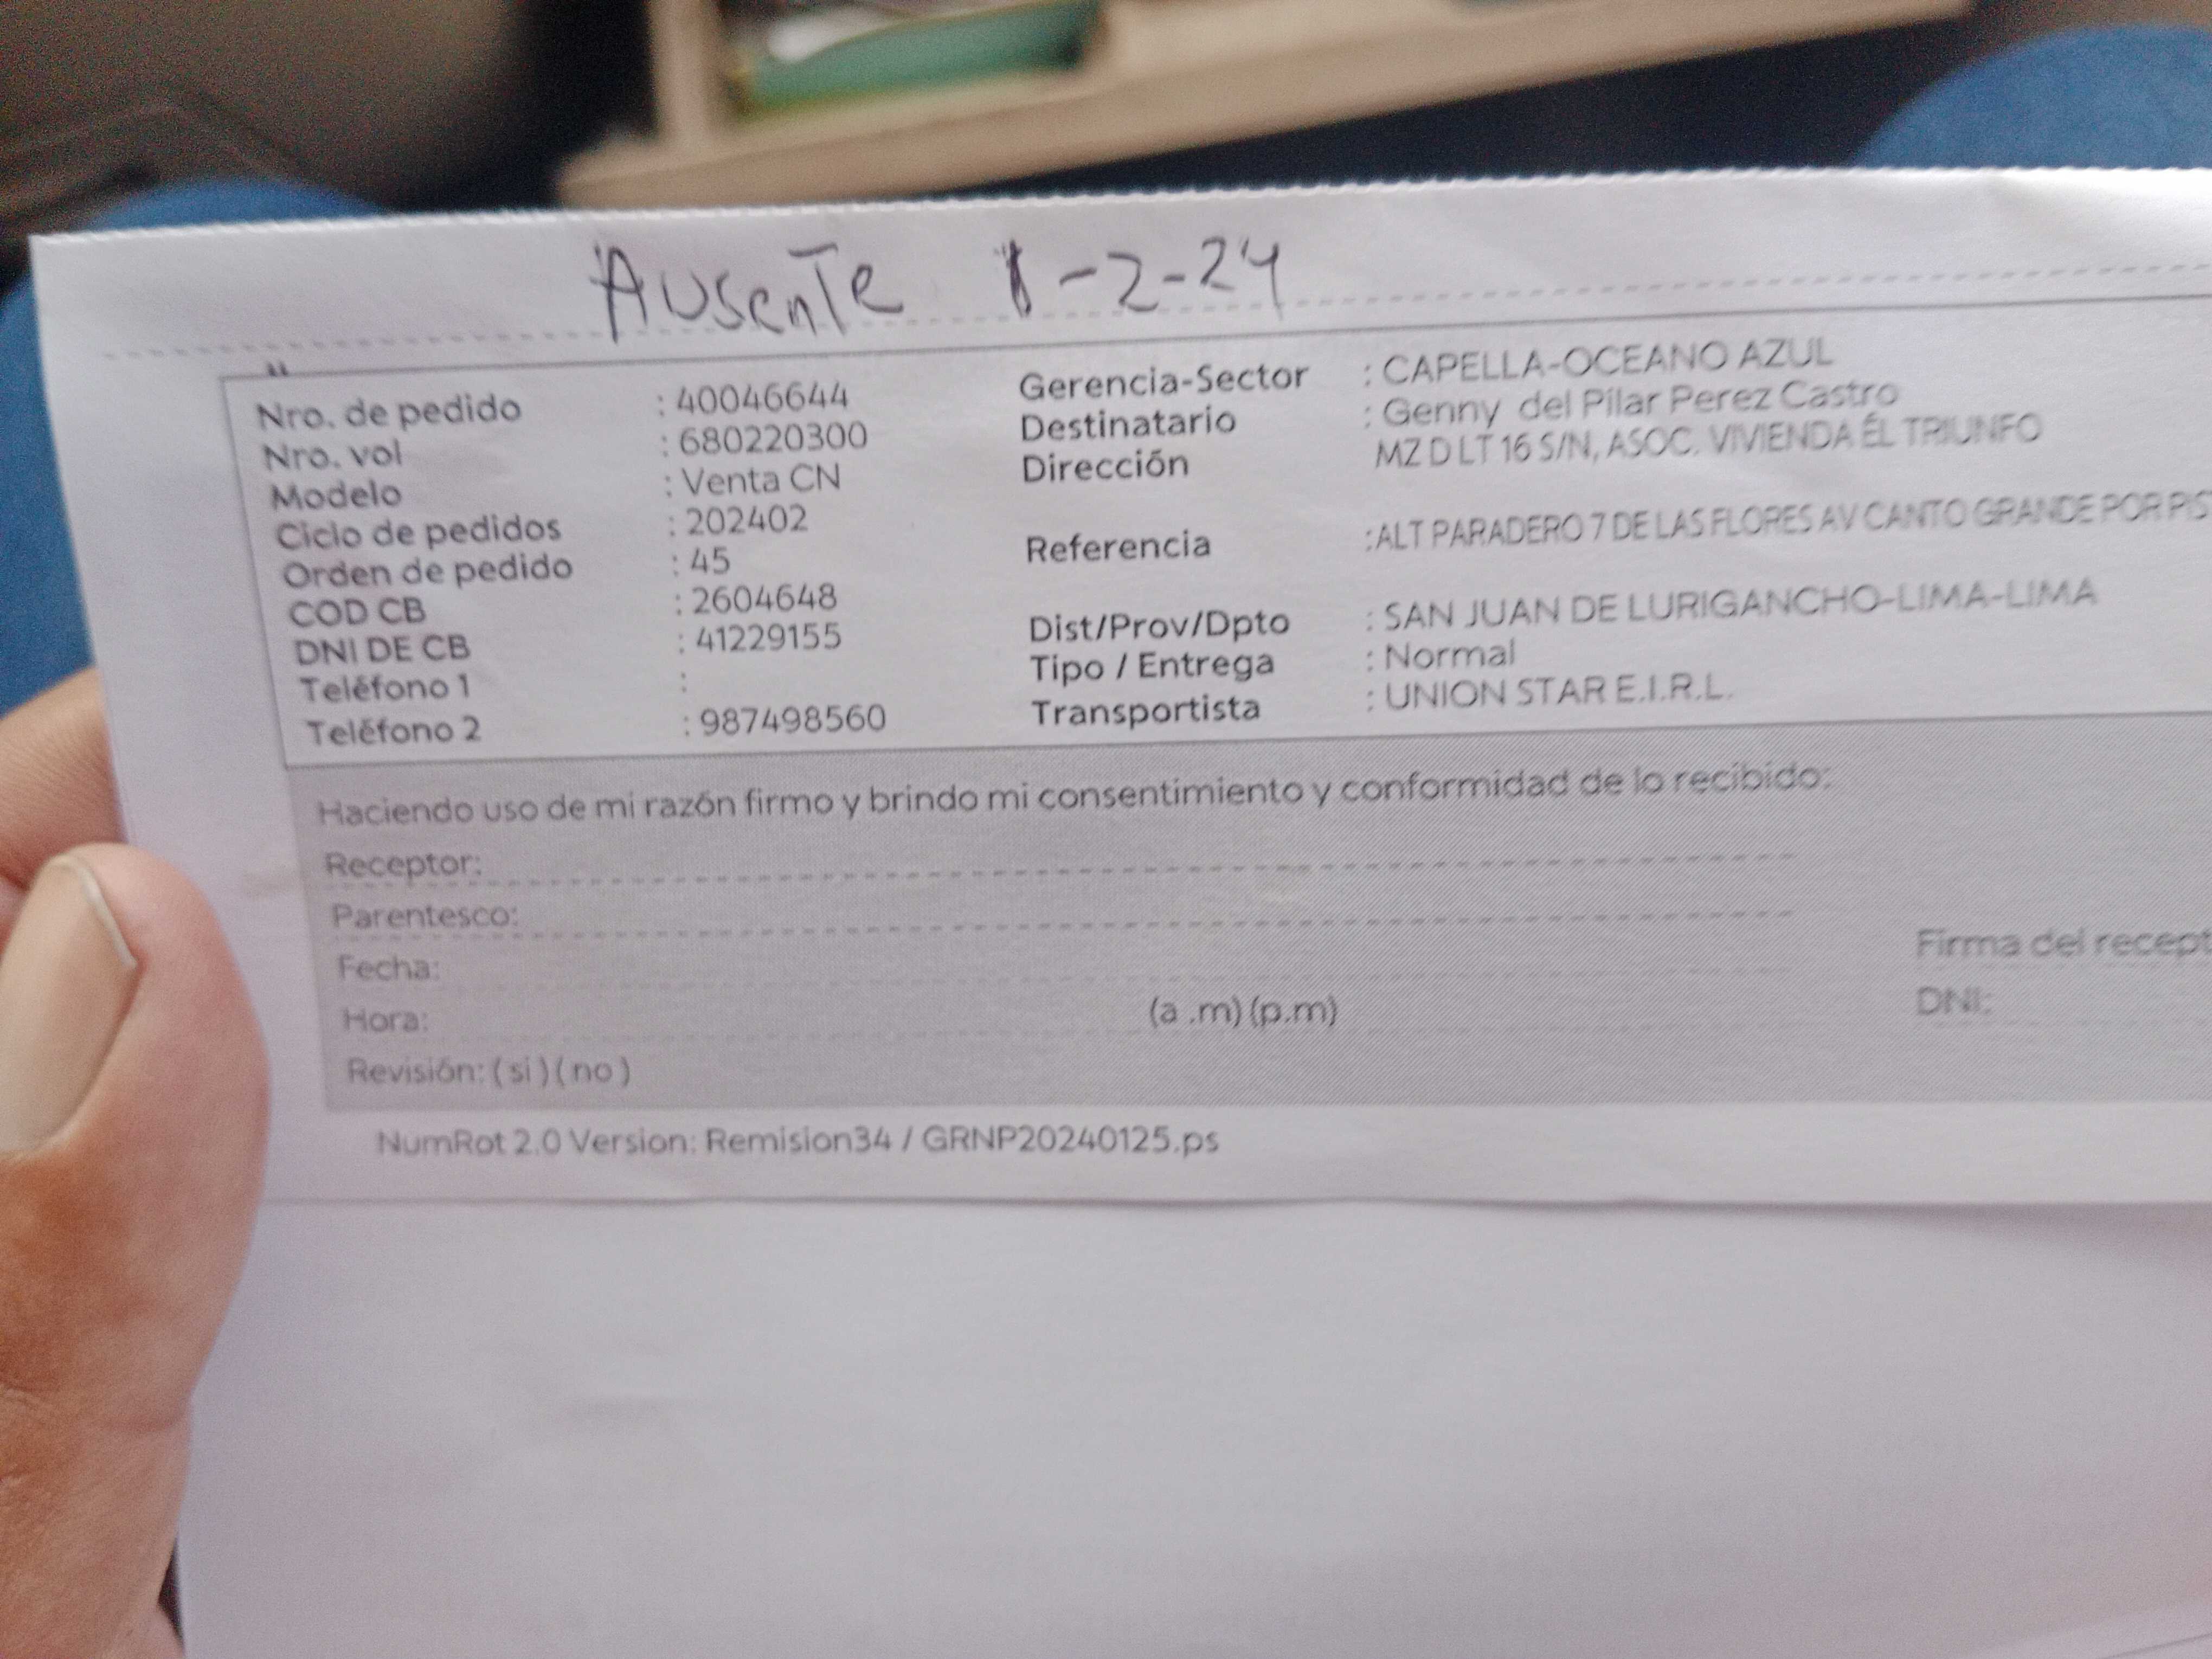 AUsenTe 1-2-24
Nro. de pedido : 40046644
Nro. vol : 680220300
Modelo : Venta CN
Ciclo de pedidos : 202402
Orden de pedido : 45
COD CB : 2604648
DNI DE CB : 41229155
Teléfono 1 :
Teléfono 2 : 987498560
Gerencia-Sector : CAPELLA-OCEANO AZUL
Destinatario : Genny del Pilar Perez Castro
Dirección MZ D LT 16 S/N, ASOC. VIVIENDA ÉL TRIUNFO
Referencia : ALT PARADERO 7 DE LAS FLORES AV CANTO GRANDE POR PIS
Dist/Prov/Dpto : SAN JUAN DE LURIGANCHO-LIMA-LIMA
Tipo / Entrega : Normal
Transportista : UNION STAR E.I.R.L.
Haciendo uso de mi razón firmo y brindo mi consentimiento y conformidad de lo recibido:
Receptor:
Parentesco:
Fecha:
Hora: (a .m) (p.m)
Revisión: ( si ) ( no )
Firma del recept
DNI:
NumRot 2.0 Version: Remision34 / GRNP20240125.ps